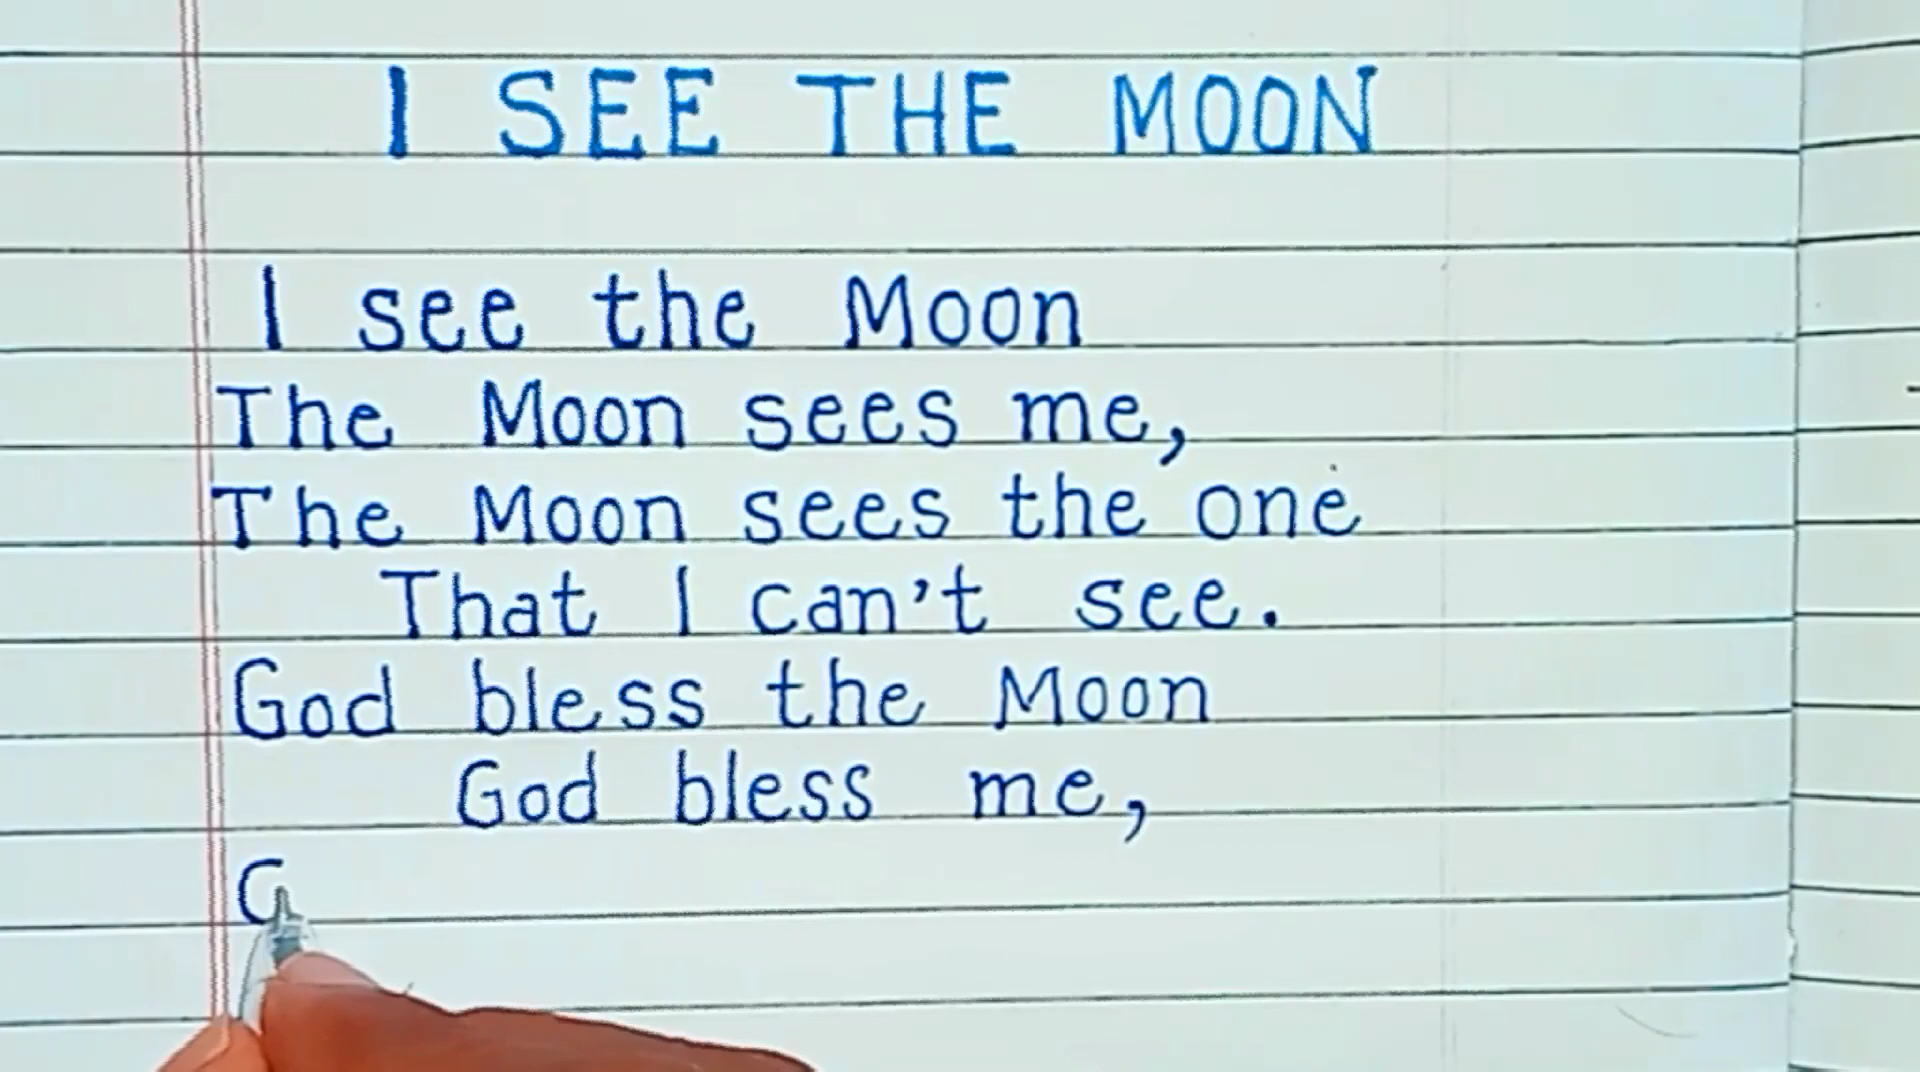 I SEE THE MOON
I see the Moon
The Moon sees me,
The Moon sees the one
That I can't see.
God bless the Moon
God bless me,
G